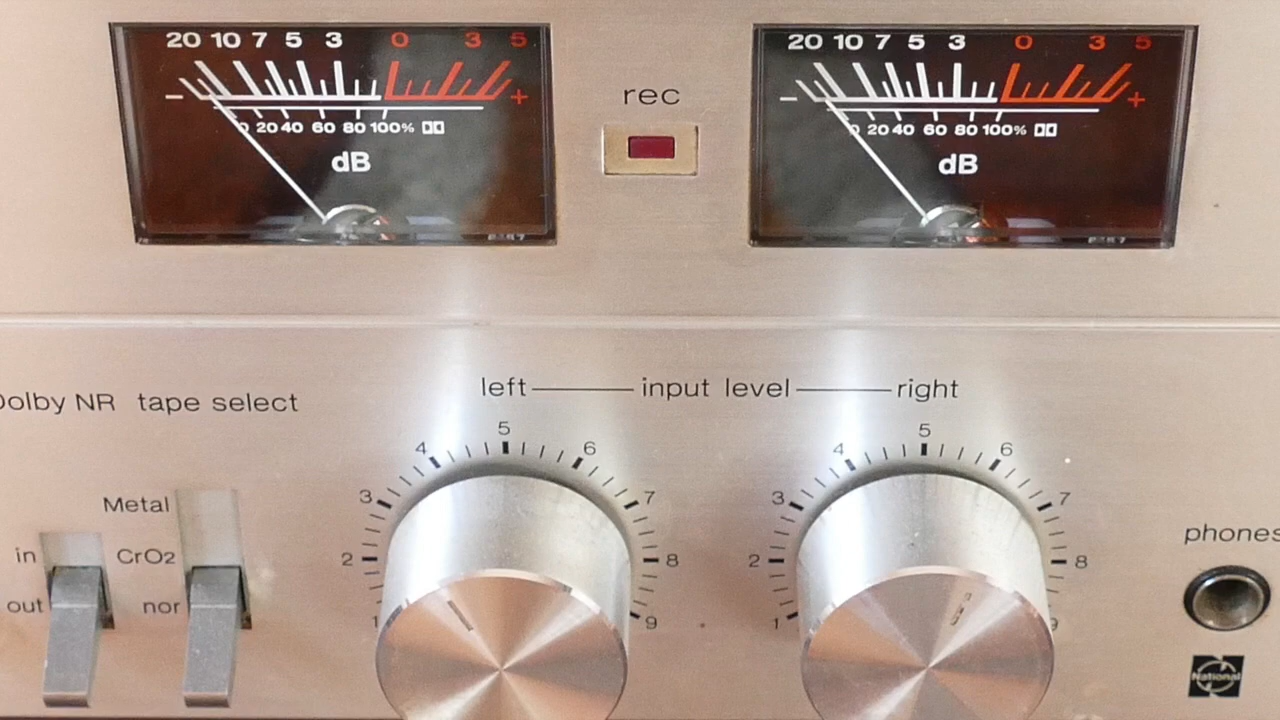 20 10 7 5 3 0 3 5
- +
0 20 40 60 80 100%
dB
rec
20 10 7 5 3 0 3 5
- +
0 20 40 60 80 100%
dB
Dolby NR tape select
left input level right
Metal
in CrO2
out nor
1 2 3 4 5 6 7 8 9
1 2 3 4 5 6 7 8 9
phones
National